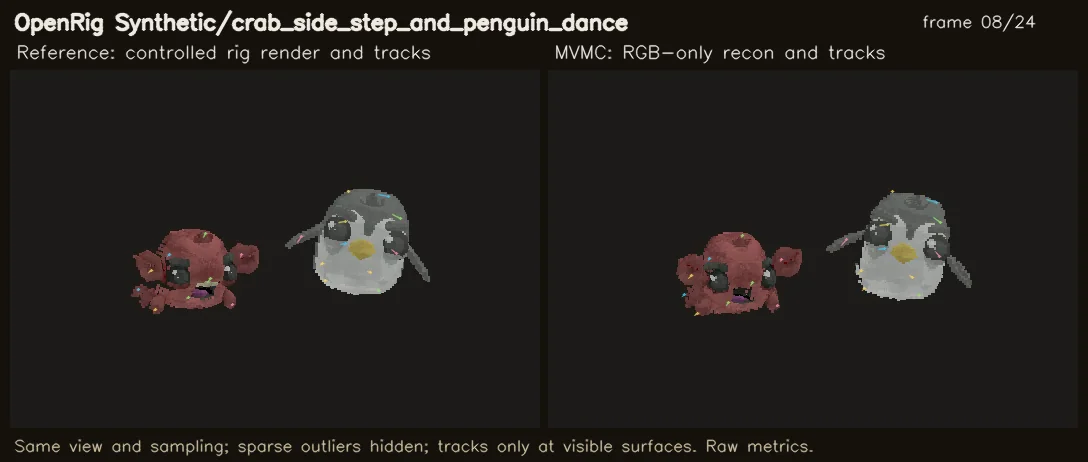 OpenRig Synthetic/crab_side_step_and_penguin_dance
frame 08/24
Reference: controlled rig render and tracks
MVMC: RGB-only recon and tracks
Same view and sampling; sparse outliers hidden; tracks only at visible surfaces. Raw metrics.